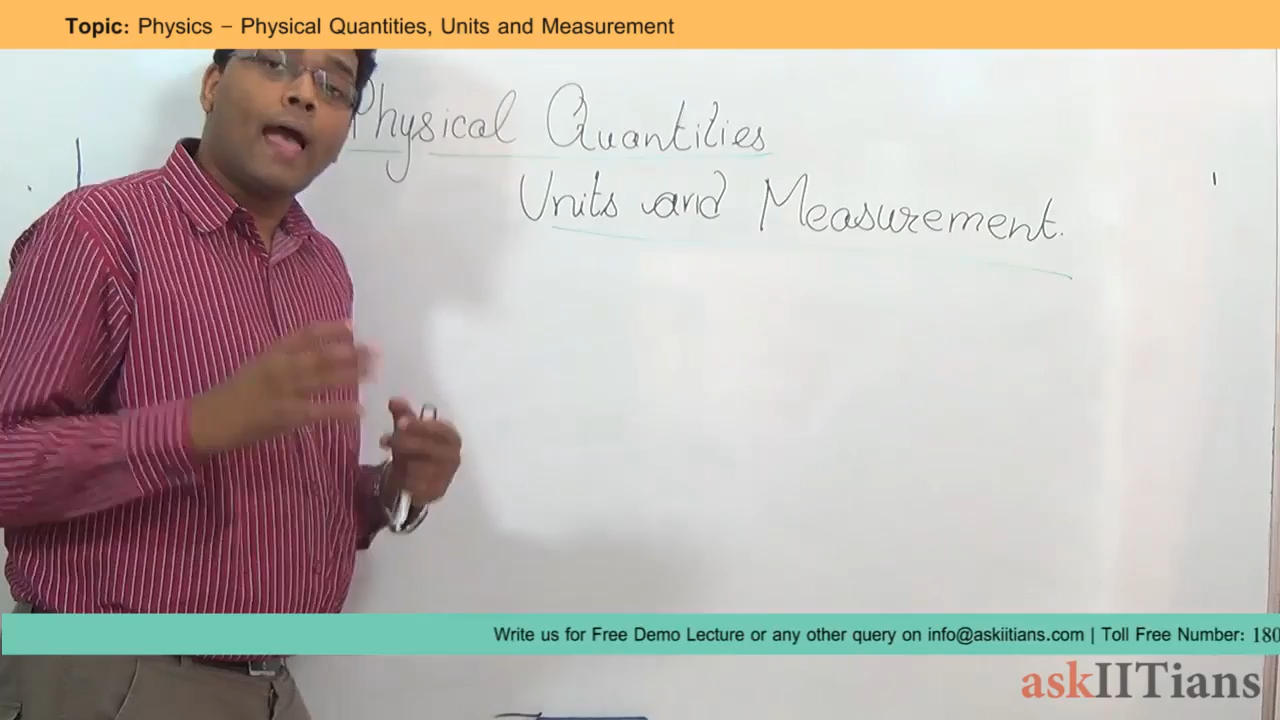 Topic: Physics – Physical Quantities, Units and Measurement
Physical Quantities
Units and Measurement.
Write us for Free Demo Lecture or any other query on info@askiitians.com | Toll Free Number: 180
askIITians